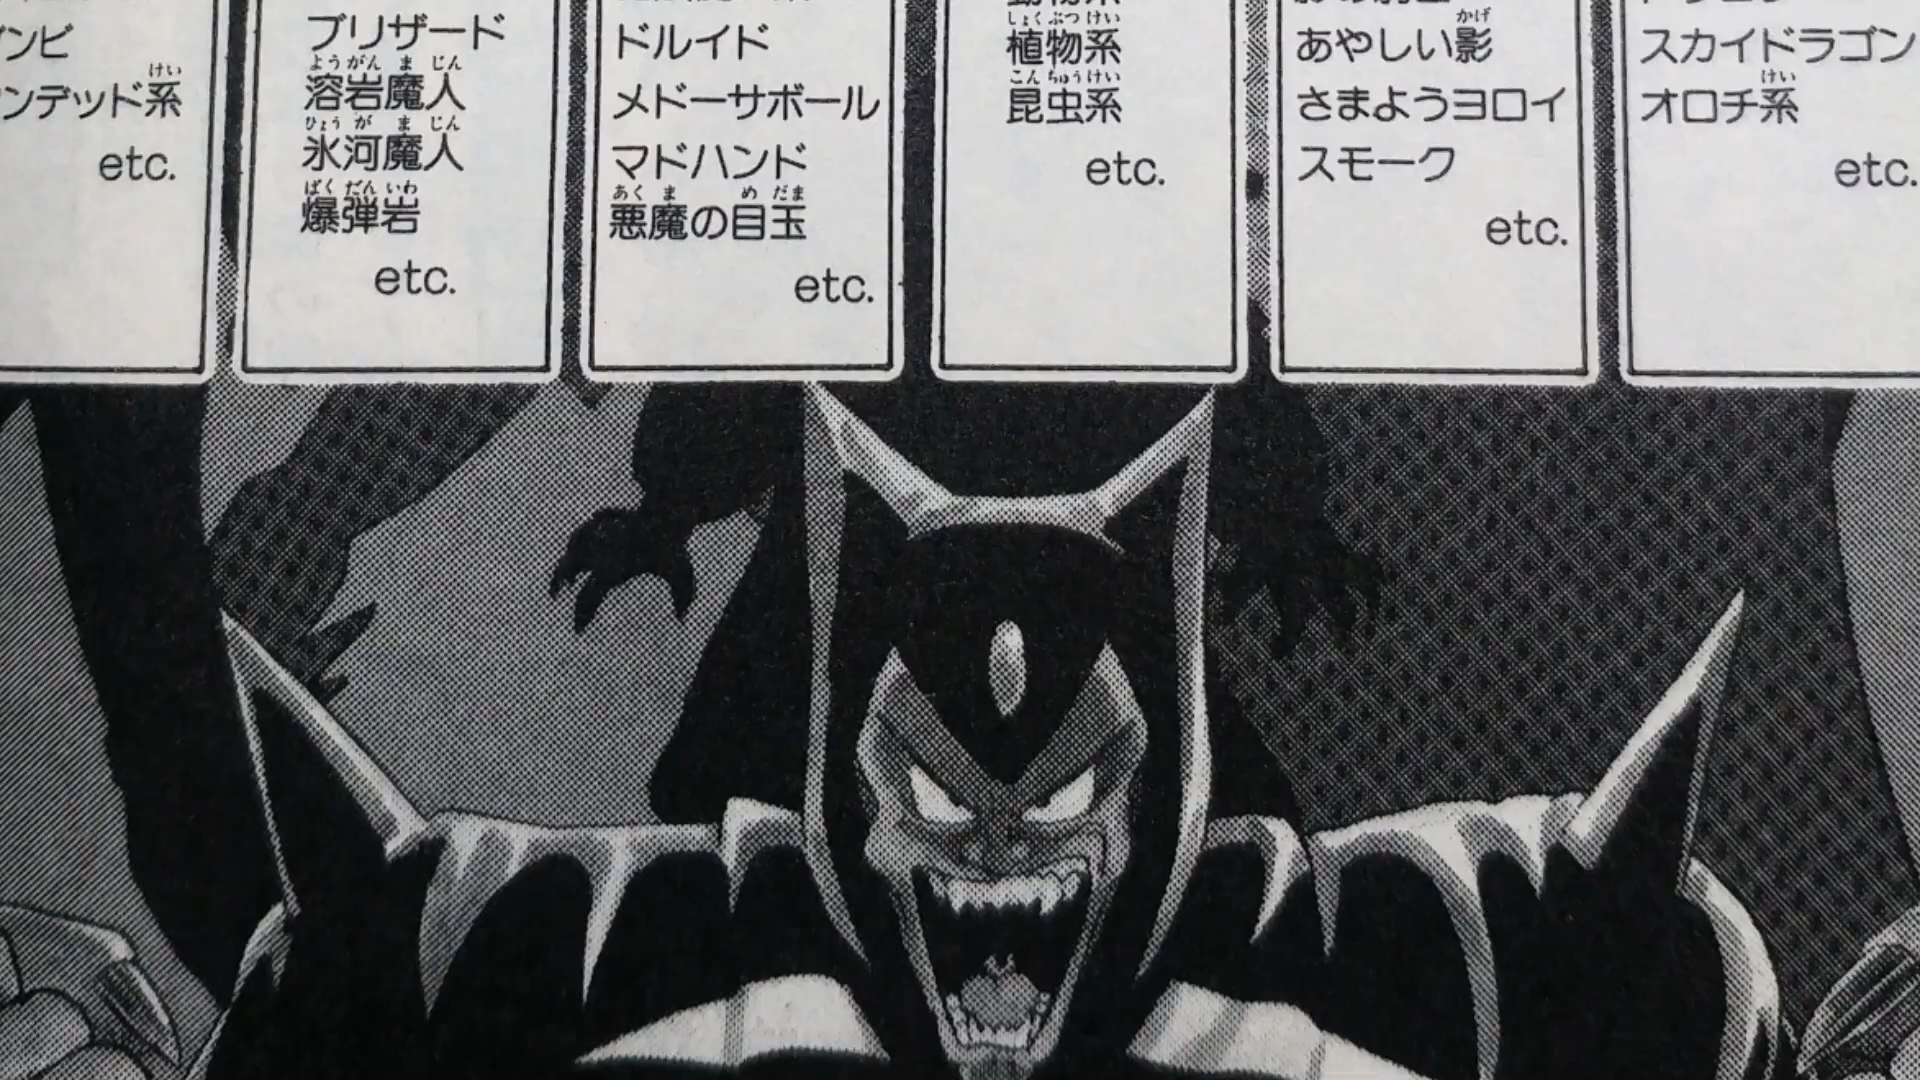 ブリザード
溶岩魔人
氷河魔人
爆弾岩
etc.
ドルイド
メドーサボール
マドハンド
悪魔の目玉
etc.
植物系
昆虫系
etc.
あやしい影
さまようヨロイ
スモーク
etc.
スカイドラゴン
オロチ系
etc.
ンビ
ンデッド系
etc.